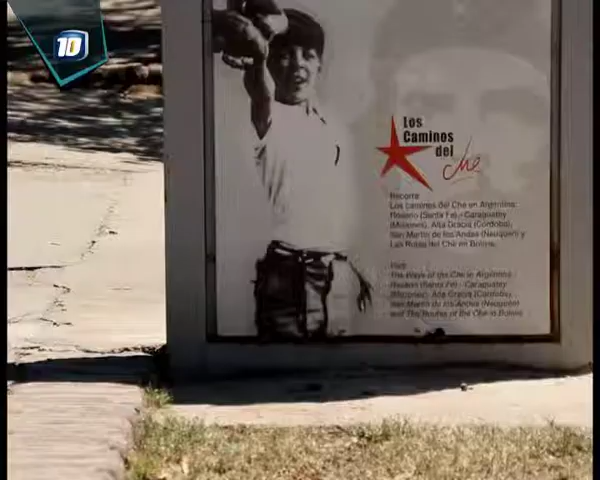 10
Los
Caminos
del
che
Recorra
Los caminos del Che en Argentina:
Rosario (Santa Fe) - Caraguatay
(Misiones), Alta Gracia (Córdoba),
San Martín de los Andes (Neuquén) y
Las Rutas del Che en Bolivia.
The Ways of the Che in Argentina:
Rosario (Santa Fe) - Caraguatay
(Misiones), Alta Gracia (Córdoba)
San Martín de los Andes (Neuquén)
and The Routes of the Che in Bolivia